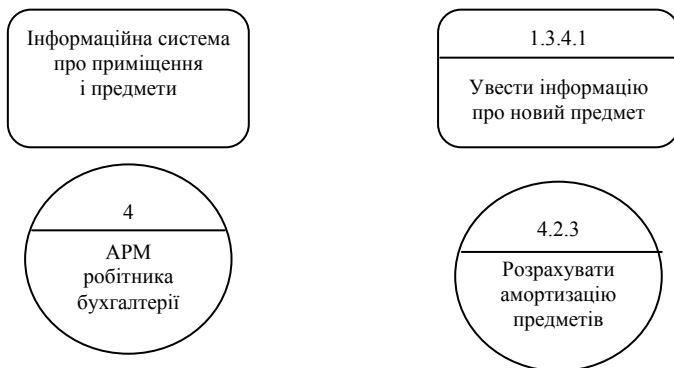 Інформаційна система
про приміщення
і предмети
1.3.4.1
Увести інформацію
про новий предмет
4
АРМ
робітника
бухгалтерії
4.2.3
Розрахувати
амортизацію
предметів